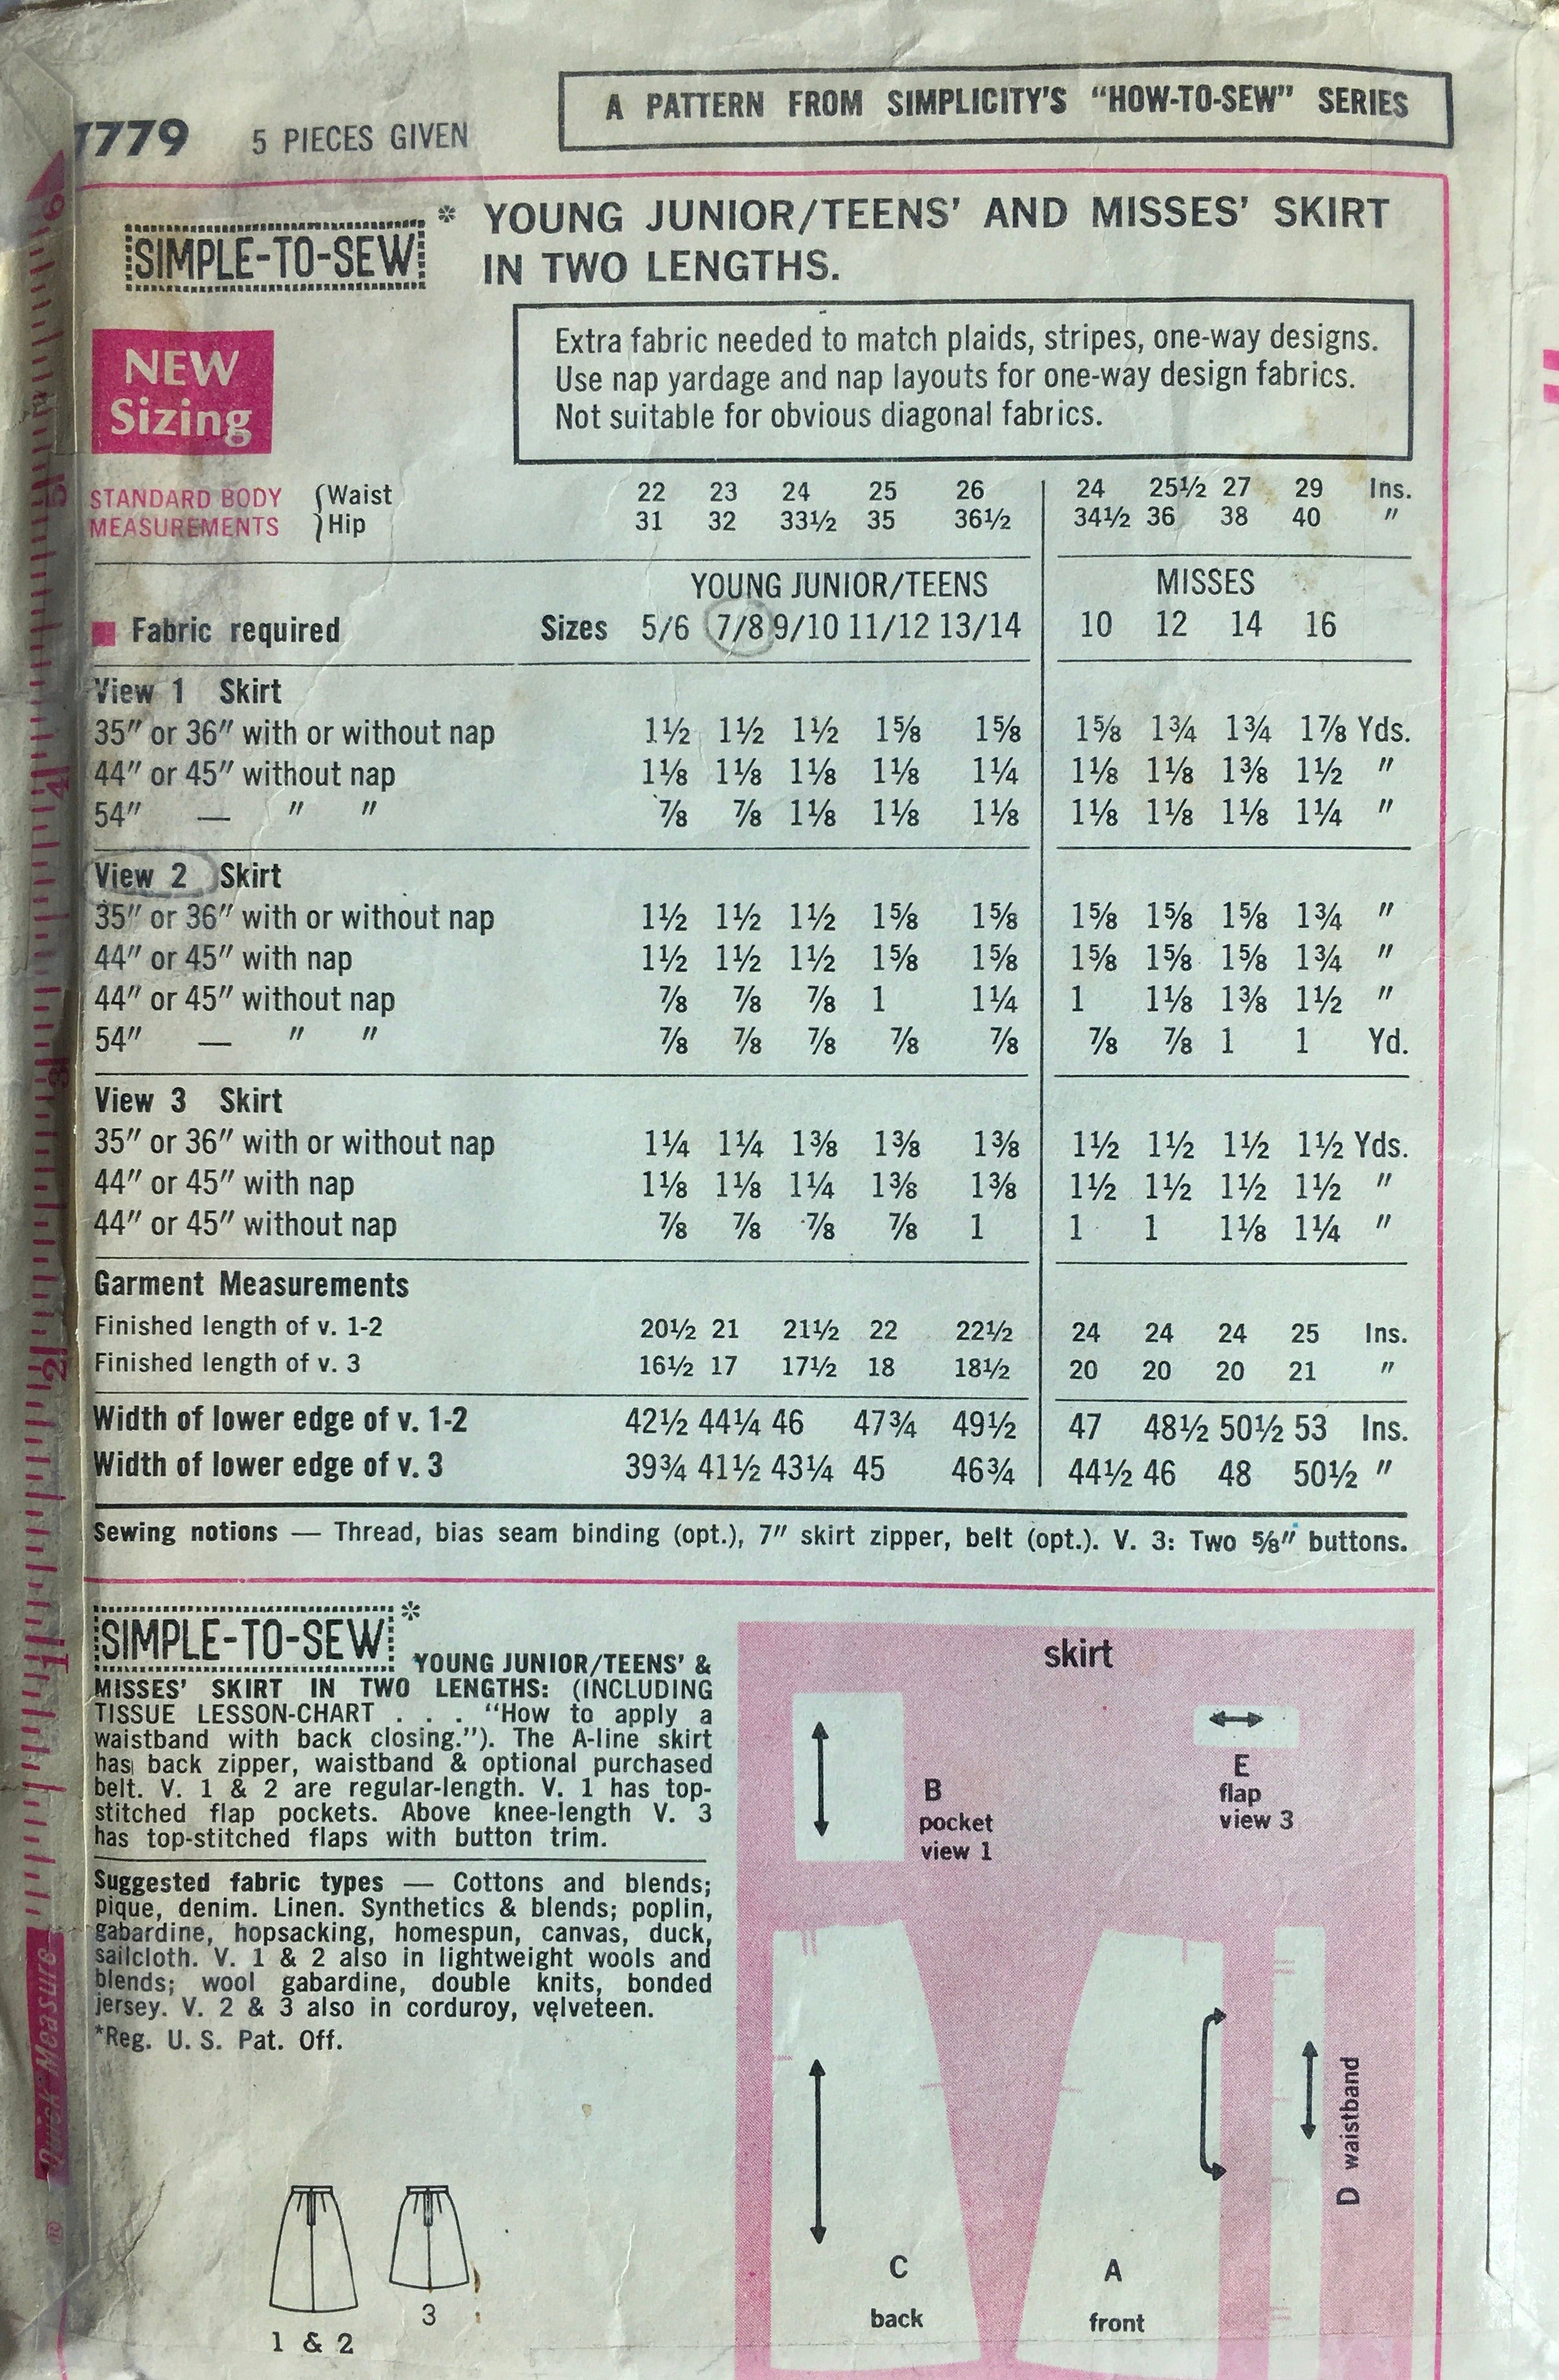 7779 5 PIECES GIVEN
A PATTERN FROM SIMPLICITY'S "HOW-TO-SEW" SERIES
SIMPLE-TO-SEW* YOUNG JUNIOR/TEENS' AND MISSES' SKIRT
IN TWO LENGTHS.
NEW
Sizing
Extra fabric needed to match plaids, stripes, one-way designs.
Use nap yardage and nap layouts for one-way design fabrics.
Not suitable for obvious diagonal fabrics.
STANDARD BODY { Waist 22 23 24 25 26 24 25½ 27 29 Ins.
MEASUREMENTS } Hip 31 32 33½ 35 36½ 34½ 36 38 40 "
YOUNG JUNIOR/TEENS MISSES
Fabric required Sizes 5/6 7/8 9/10 11/12 13/14 10 12 14 16
View 1 Skirt
35" or 36" with or without nap 1½ 1½ 1½ 1⅝ 1⅝ 1⅝ 1¾ 1¾ 1⅞ Yds.
44" or 45" without nap 1⅛ 1⅛ 1⅛ 1⅛ 1¼ 1⅛ 1⅛ 1⅜ 1½ "
54" — " " ⅞ ⅞ 1⅛ 1⅛ 1⅛ 1⅛ 1⅛ 1⅛ 1¼ "
View 2 Skirt
35" or 36" with or without nap 1½ 1½ 1½ 1⅝ 1⅝ 1⅝ 1⅝ 1⅝ 1¾ "
44" or 45" with nap 1½ 1½ 1½ 1⅝ 1⅝ 1⅝ 1⅝ 1⅝ 1¾ "
44" or 45" without nap ⅞ ⅞ ⅞ 1 1¼ 1 1⅛ 1⅜ 1½ "
54" — " " ⅞ ⅞ ⅞ ⅞ ⅞ ⅞ ⅞ 1 1 Yd.
View 3 Skirt
35" or 36" with or without nap 1¼ 1¼ 1⅜ 1⅜ 1⅜ 1½ 1½ 1½ 1½ Yds.
44" or 45" with nap 1⅛ 1⅛ 1¼ 1⅜ 1⅜ 1½ 1½ 1½ 1½ "
44" or 45" without nap ⅞ ⅞ ⅞ ⅞ 1 1 1 1⅛ 1¼ "
Garment Measurements
Finished length of v. 1-2 20½ 21 21½ 22 22½ 24 24 24 25 Ins.
Finished length of v. 3 16½ 17 17½ 18 18½ 20 20 20 21 "
Width of lower edge of v. 1-2 42½ 44¼ 46 47¾ 49½ 47 48½ 50½ 53 Ins.
Width of lower edge of v. 3 39¾ 41½ 43¼ 45 46¾ 44½ 46 48 50½ "
Sewing notions — Thread, bias seam binding (opt.), 7" skirt zipper, belt (opt.). V. 3: Two ⅝" buttons.
SIMPLE-TO-SEW* YOUNG JUNIOR/TEENS' &
MISSES' SKIRT IN TWO LENGTHS: (INCLUDING
TISSUE LESSON-CHART . . . "How to apply a
waistband with back closing."). The A-line skirt
has back zipper, waistband & optional purchased
belt. V. 1 & 2 are regular-length. V. 1 has top-
stitched flap pockets. Above knee-length V. 3
has top-stitched flaps with button trim.
Suggested fabric types — Cottons and blends;
pique, denim. Linen. Synthetics & blends; poplin,
gabardine, hopsacking, homespun, canvas, duck,
sailcloth. V. 1 & 2 also in lightweight wools and
blends; wool gabardine, double knits, bonded
jersey. V. 2 & 3 also in corduroy, velveteen.
*Reg. U. S. Pat. Off.
1 & 2
3
skirt
B
pocket
view 1
E
flap
view 3
C
back
A
front
D waistband
6
5
4
3
2
1
Quick Measure
®